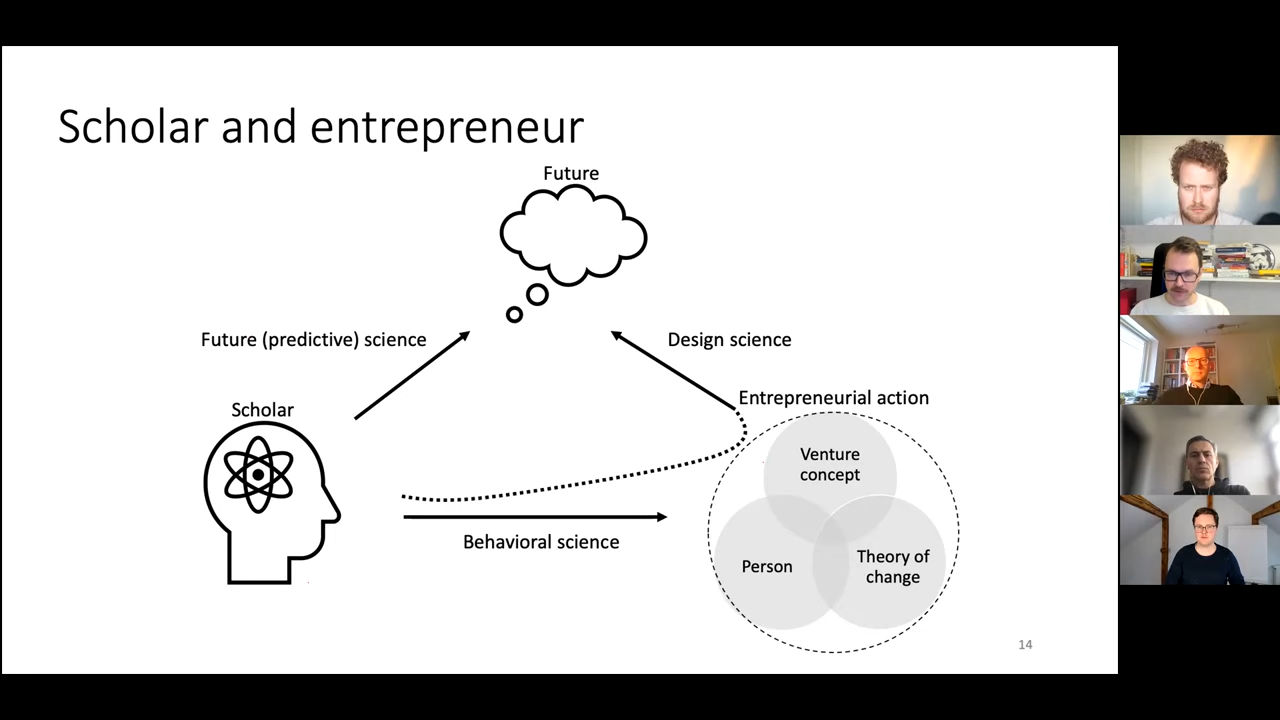 Scholar and entrepreneur
Future
Future (predictive) science
Design science
Scholar
Entrepreneurial action
Venture
concept
Behavioral science
Person
Theory of
change
14